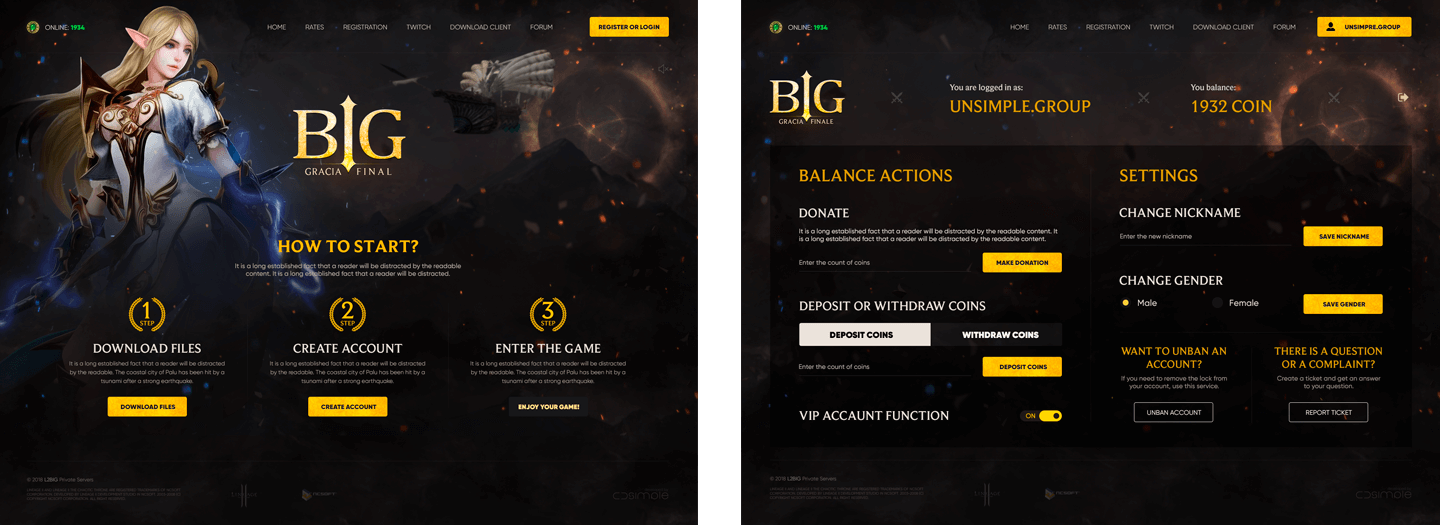 ONLINE: 1934
HOME RATES REGISTRATION TWITCH DOWNLOAD CLIENT FORUM
REGISTER OR LOGIN
BIG
GRACIA FINAL
HOW TO START?
It is a long established fact that a reader will be distracted by the readable
content. It is a long established fact that a reader will be distracted.
1
STEP
DOWNLOAD FILES
It is a long established fact that a reader will be distracted
by the readable. The coastal city of Palu has been hit by a
tsunami after a strong earthquake.
DOWNLOAD FILES
2
STEP
CREATE ACCOUNT
It is a long established fact that a reader will be distracted
by the readable. The coastal city of Palu has been hit by a
tsunami after a strong earthquake.
CREATE ACCOUNT
3
STEP
ENTER THE GAME
It is a long established fact that a reader will be distracted
by the readable. The coastal city of Palu has been hit by a
tsunami after a strong earthquake.
ENJOY YOUR GAME!
© 2018 L2BIG Private Servers
ONLINE: 1934
HOME RATES REGISTRATION TWITCH DOWNLOAD CLIENT FORUM
UNSIMPRE.GROUP
BIG
GRACIA FINALE
You are logged in as:
UNSIMPLE.GROUP
You balance:
1932 COIN
BALANCE ACTIONS
DONATE
It is a long established fact that a reader will be distracted by the readable content. It
is a long established fact that a reader will be distracted by the readable content.
Enter the count of coins
MAKE DONATION
DEPOSIT OR WITHDRAW COINS
DEPOSIT COINS
WITHDRAW COINS
Enter the count of coins
DEPOSIT COINS
VIP ACCAUNT FUNCTION
ON
SETTINGS
CHANGE NICKNAME
Enter the new nickname
SAVE NICKNAME
CHANGE GENDER
Male
Female
SAVE GENDER
WANT TO UNBAN AN
ACCOUNT?
If you need to remove the lock from
your account, use this service.
UNBAN ACCOUNT
THERE IS A QUESTION
OR A COMPLAINT?
Create a ticket and get an answer
to your question.
REPORT TICKET
© 2018 L2BIG Private Servers